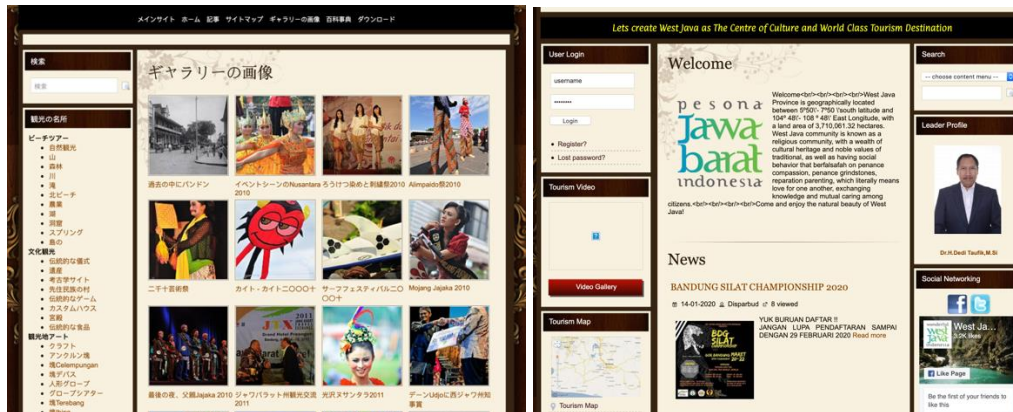 メインサイト ホーム 記事 サイトマップ ギャラリーの画像 百科事典 ダウンロード
検索
検索
観光の名所
ビーチツアー
自然観光
山
森林
川
滝
北ビーチ
農業
湖
洞窟
スプリング
島の
文化観光
伝統的な儀式
遺産
考古学サイト
先住民族の村
伝統的なゲーム
カスタムハウス
宮殿
伝統的な食品
観光地アート
クラフト
アンクルン塊
塊Celempungan
塊デバス
人形グループ
グループシアター
塊Terebang
ギャラリーの画像
過去の中にバンドン
イベントシーンのNusantara 2010
ろうけつ染めと刺繍祭2010
Alimpaido祭2010
二千十芸術祭
カイト - カイト二〇〇〇十
サーフフェスティバル二〇〇〇十
Mojang Jajaka 2010
最後の夜、父親Jajaka 2010
ジャワバラット州観光交流 2011
光沢ヌサンタラ2011
デーンUdjoに西ジャワ州知事賞
Lets create West Java as The Centre of Culture and World Class Tourism Destination
User Login
username
Login
Register?
Lost password?
Tourism Video
Video Gallery
Tourism Map
Tourism Map
Welcome
pesona
Jawa
barat
indonesia
Welcome<br/><br/><br/><br/>West Java
Province is geographically located
between 5º50'/- 7º50 '/south latitude and
104º 48\'- 108 º 48\' East Longitude, with
a land area of 3,710,061.32 hectares.
West Java community is known as a
religious community, with a wealth of
cultural heritage and noble values of
traditional, as well as having social
behavior that berfalsafah on penance
compassion, penance grindstones,
reparation parenting, which literally means
love for one another, exchanging
knowledge and mutual caring among
citizens.<br/><br/><br/><br/>Come and enjoy the natural beauty of West
Java!
News
BANDUNG SILAT CHAMPIONSHIP 2020
14-01-2020 Disparbud 8 viewed
BDG
SILAT
YUK BURUAN DAFTAR !!
JANGAN LUPA PENDAFTARAN SAMPAI
DENGAN 29 FEBRUARI 2020 Read more
Search
-- choose content menu --
Leader Profile
Dr.H.Dedi Taufik,M.Si
Social Networking
West Ja...
3.2K likes
Like Page
Be the first of your friends to
like this